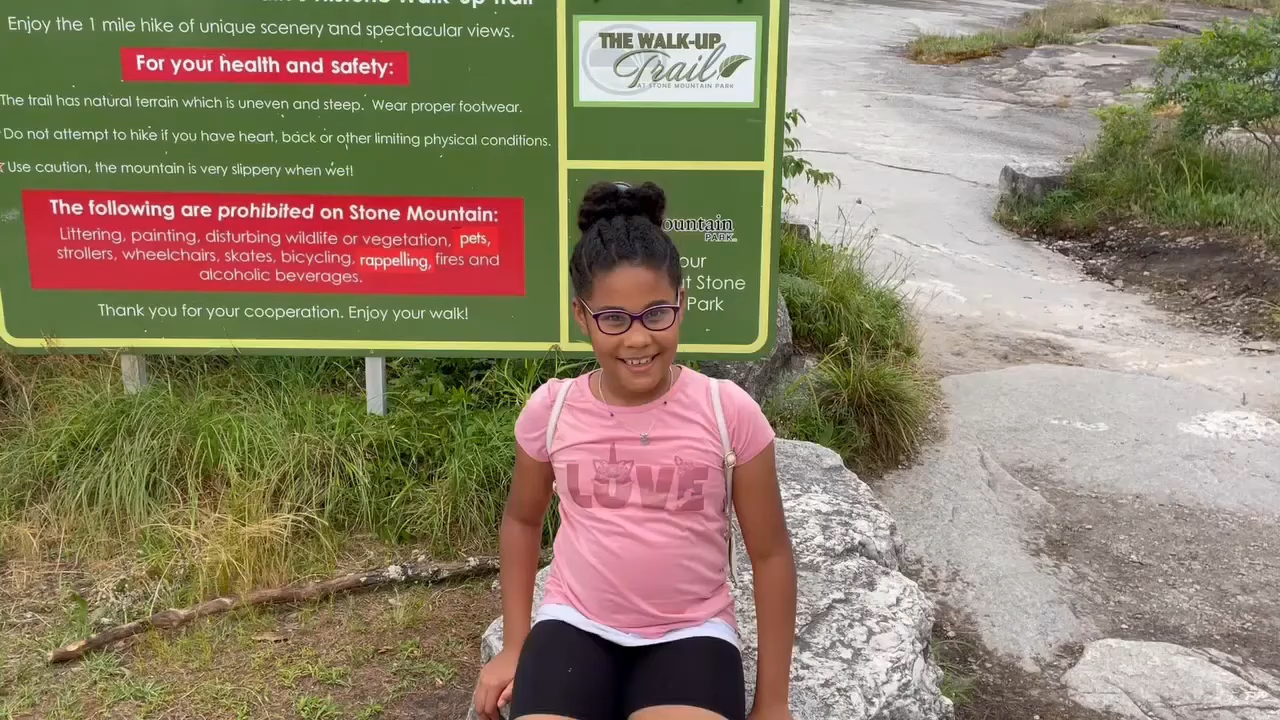 Enjoy the 1 mile hike of unique scenery and spectacular views.
For your health and safety:
The trail has natural terrain which is uneven and steep. Wear proper footwear.
Do not attempt to hike if you have heart, back or other limiting physical conditions.
Use caution, the mountain is very slippery when wet!
The following are prohibited on Stone Mountain:
Littering, painting, disturbing wildlife or vegetation, pets,
strollers, wheelchairs, skates, bicycling, rappelling, fires and
alcoholic beverages.
Thank you for your cooperation. Enjoy your walk!
THE WALK-UP
Trail
AT STONE MOUNTAIN PARK
ountain
PARK
our
at Stone
Park
LOVE